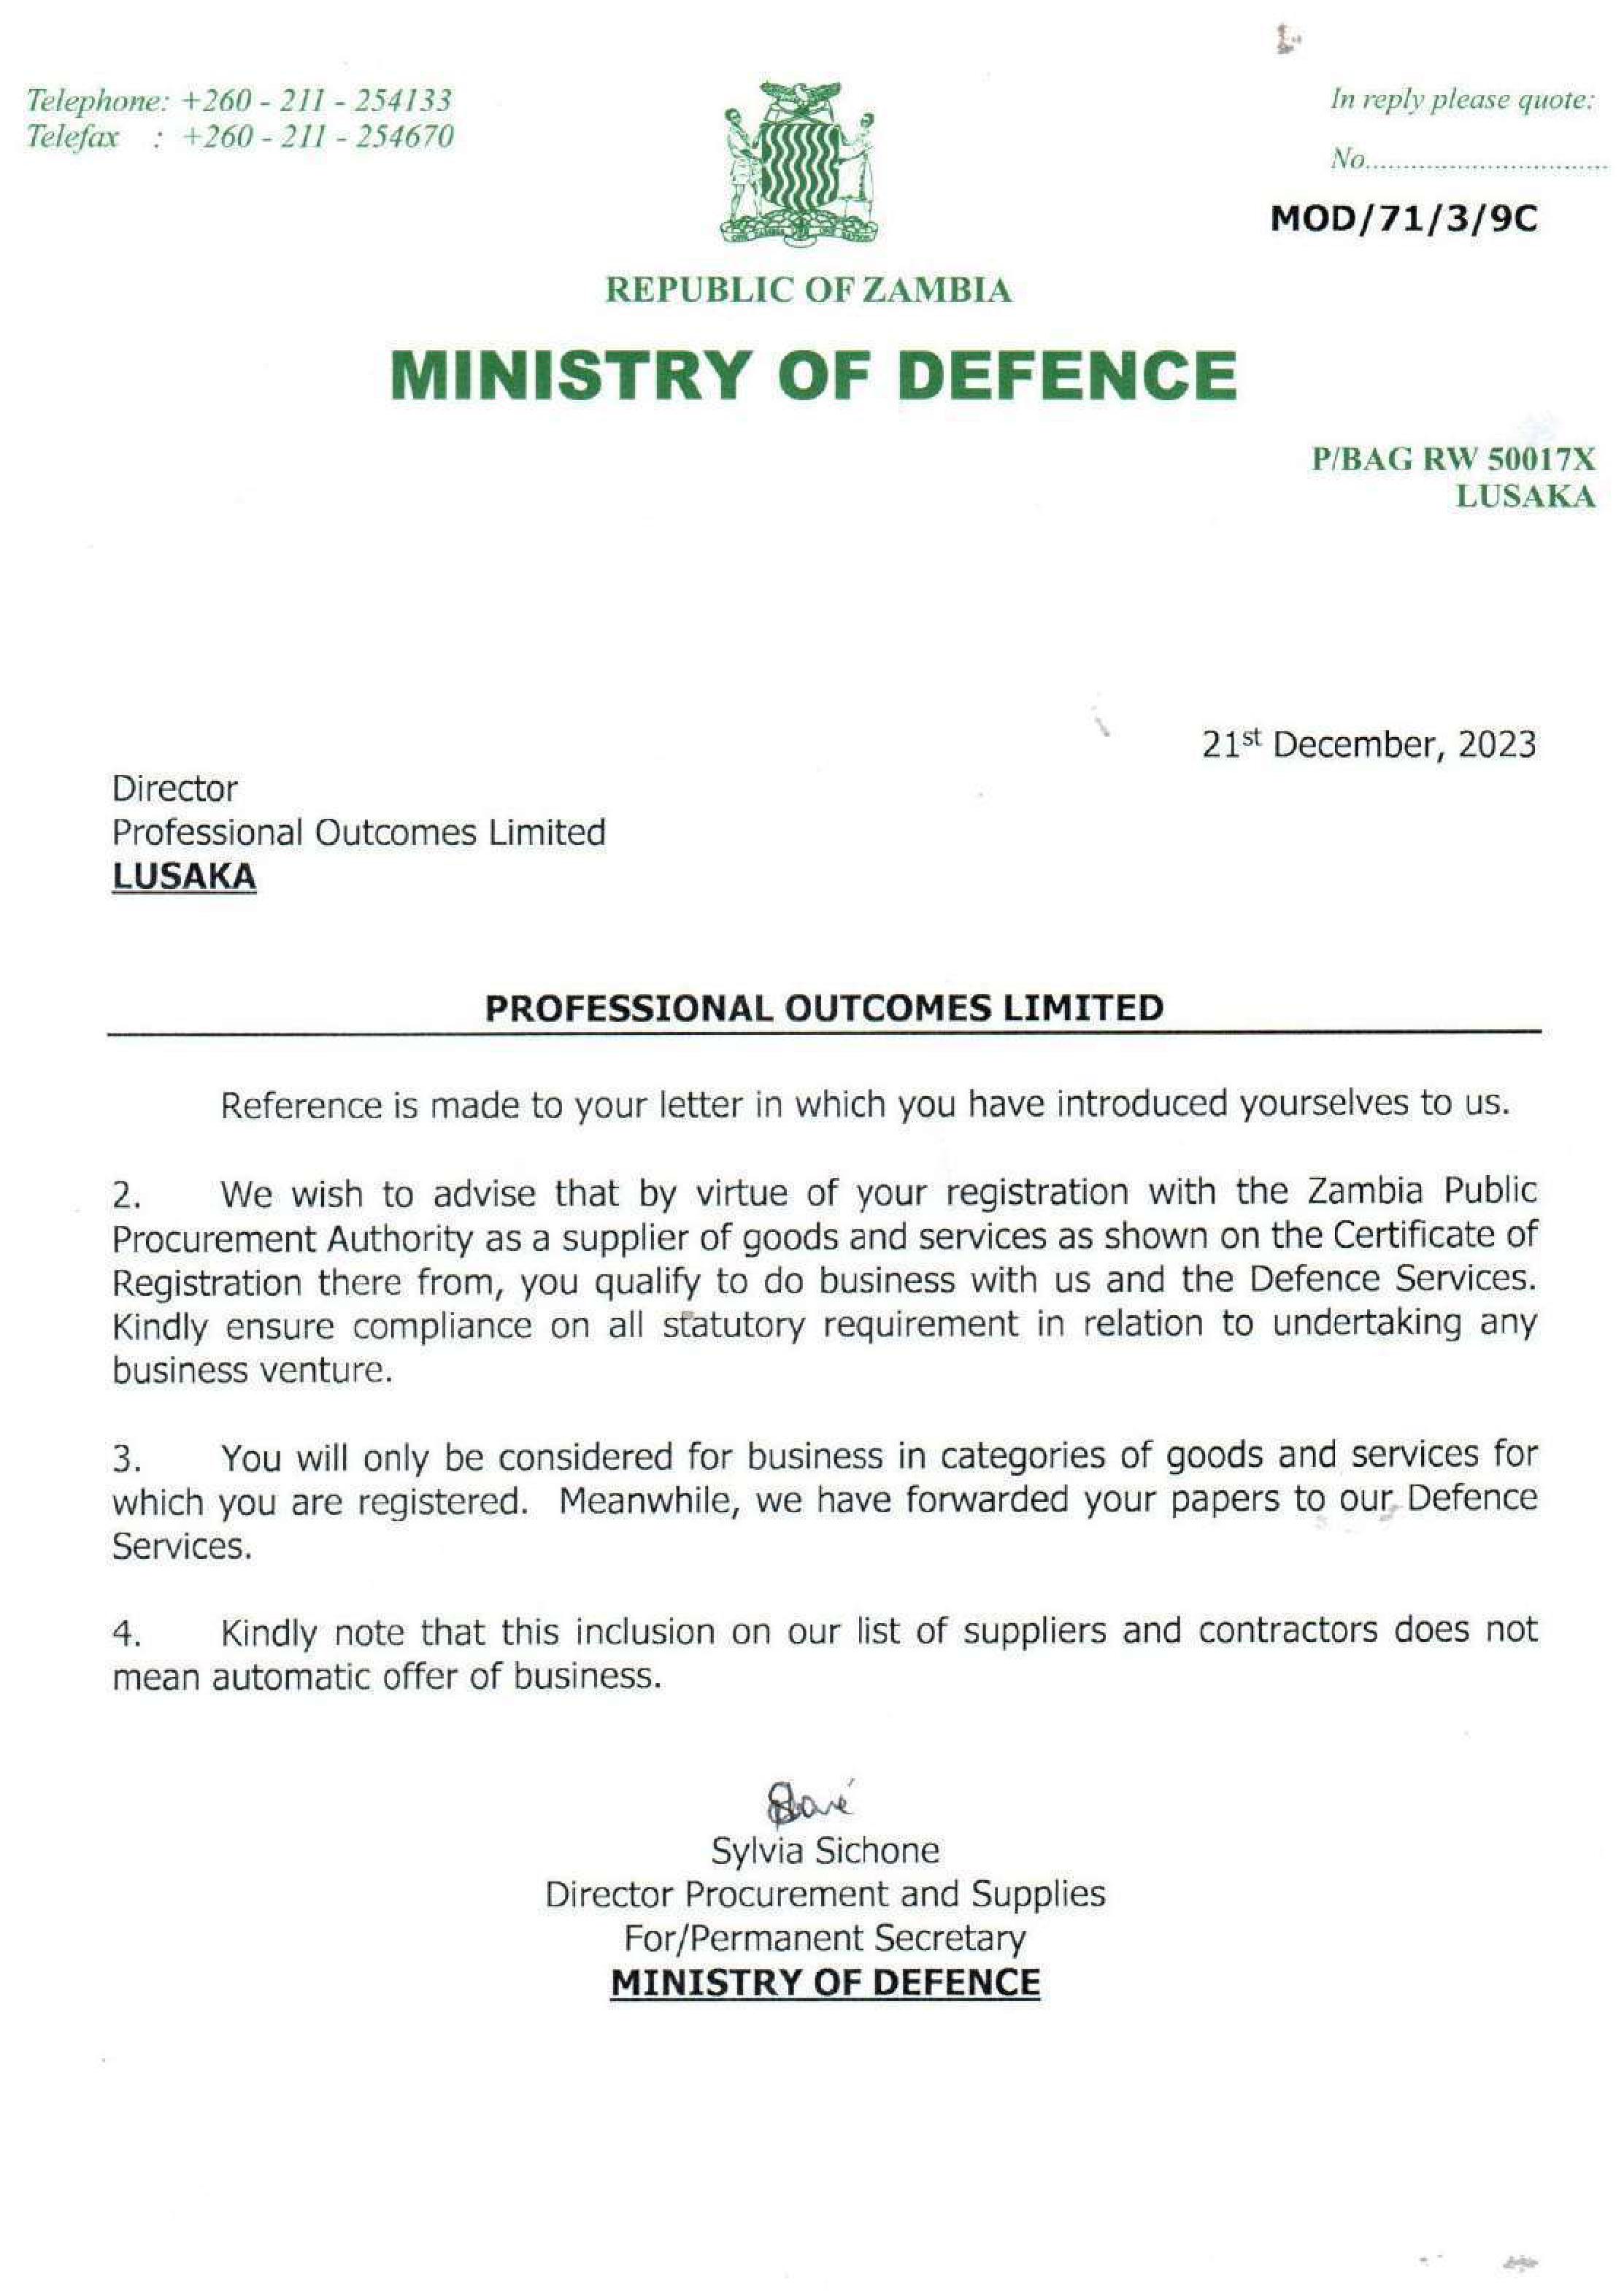 Telephone: +260 - 211 - 254133
Telefax : +260 - 211 - 254670
In reply please quote:
No................................
MOD/71/3/9C
REPUBLIC OF ZAMBIA
MINISTRY OF DEFENCE
P/BAG RW 50017X
LUSAKA
21st December, 2023
Director
Professional Outcomes Limited
LUSAKA
PROFESSIONAL OUTCOMES LIMITED
Reference is made to your letter in which you have introduced yourselves to us.
2. We wish to advise that by virtue of your registration with the Zambia Public
Procurement Authority as a supplier of goods and services as shown on the Certificate of
Registration there from, you qualify to do business with us and the Defence Services.
Kindly ensure compliance on all statutory requirement in relation to undertaking any
business venture.
3. You will only be considered for business in categories of goods and services for
which you are registered. Meanwhile, we have forwarded your papers to our Defence
Services.
4. Kindly note that this inclusion on our list of suppliers and contractors does not
mean automatic offer of business.
Sylvia Sichone
Director Procurement and Supplies
For/Permanent Secretary
MINISTRY OF DEFENCE